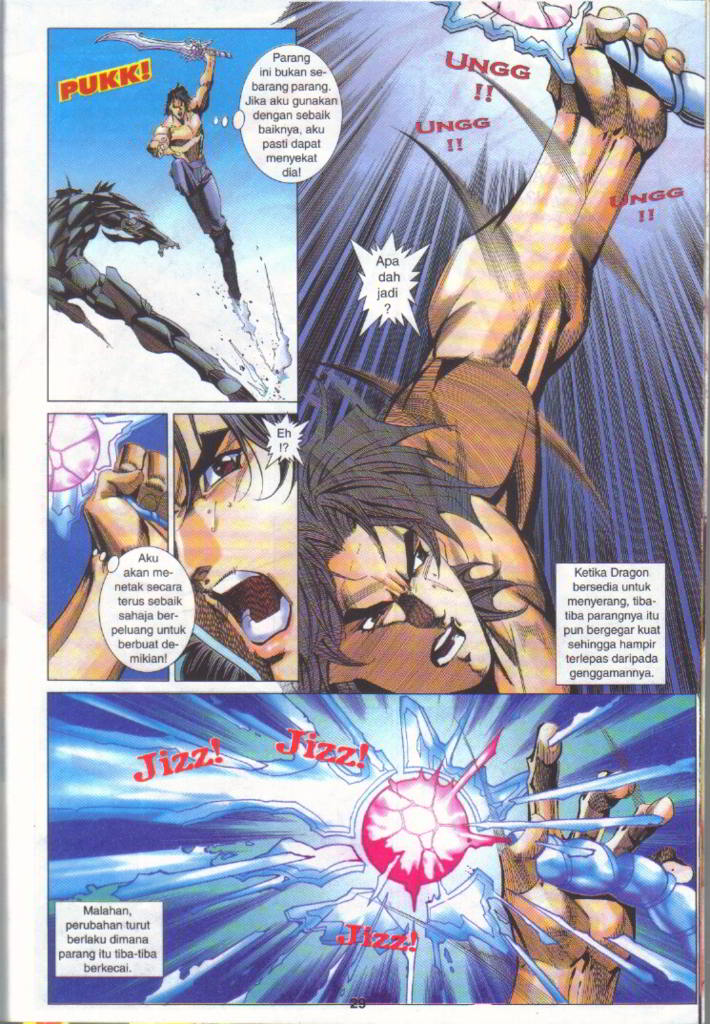 PUKK!
Parang
ini bukan se-
barang parang.
Jika aku gunakan
dengan sebaik
baiknya, aku
pasti dapat
menyekat
dia!
UNGG
!!
UNGG
!!
UNGG
!!
Apa
dah
jadi
?
Aku
akan me-
netak secara
terus sebaik
sahaja ber-
peluang untuk
berbuat de-
mikian!
Eh
!?
Ketika Dragon
bersedia untuk
menyerang, tiba-
tiba parangnya itu
pun bergegar kuat
sehingga hampir
terlepas daripada
genggamannya.
Jizz!
Jizz!
Jizz!
Malahan,
perubahan turut
berlaku dimana
parang itu tiba-tiba
berkecai.
29